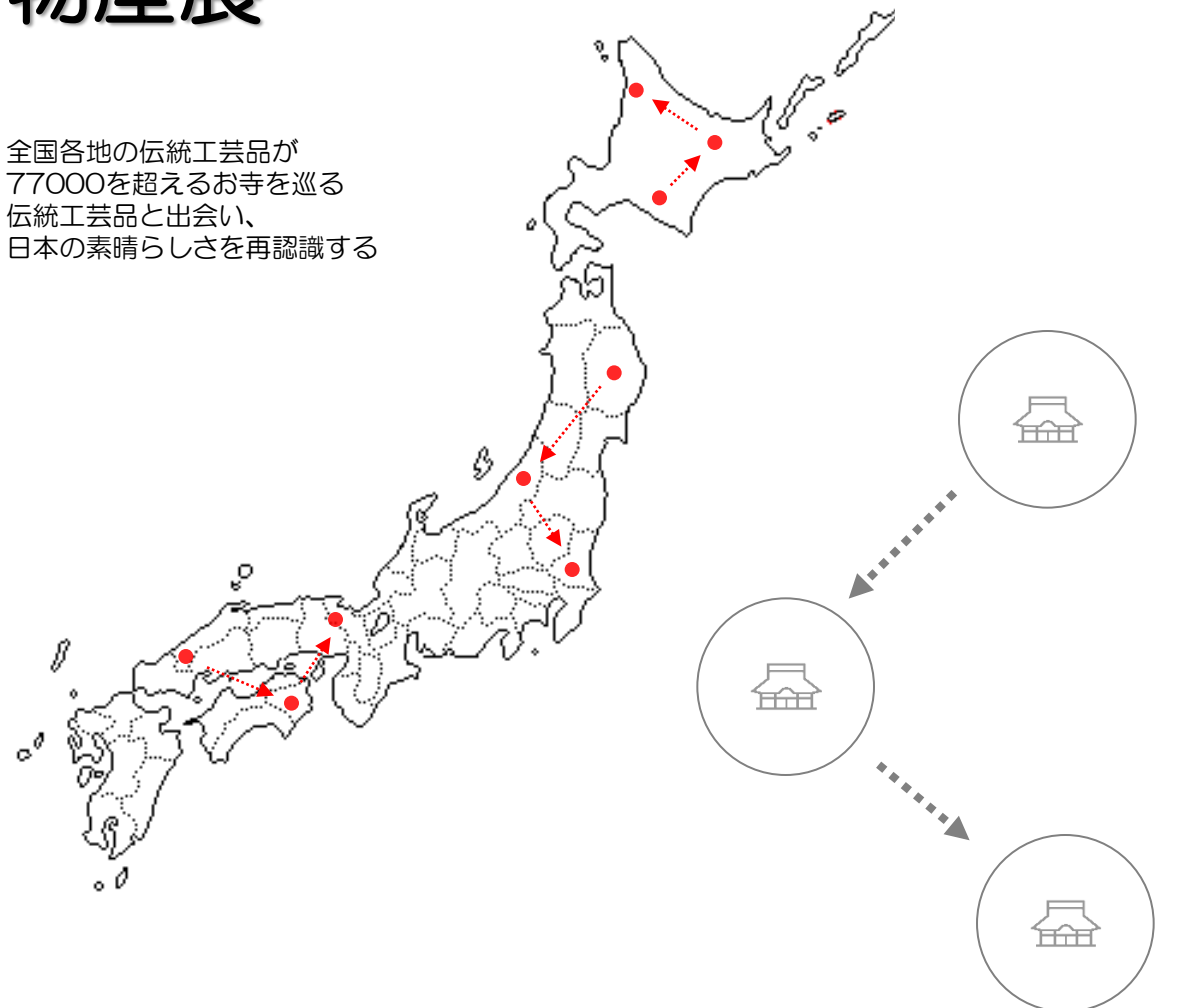 物産展
全国各地の伝統工芸品が
77000を超えるお寺を巡る
伝統工芸品と出会い、
日本の素晴らしさを再認識する